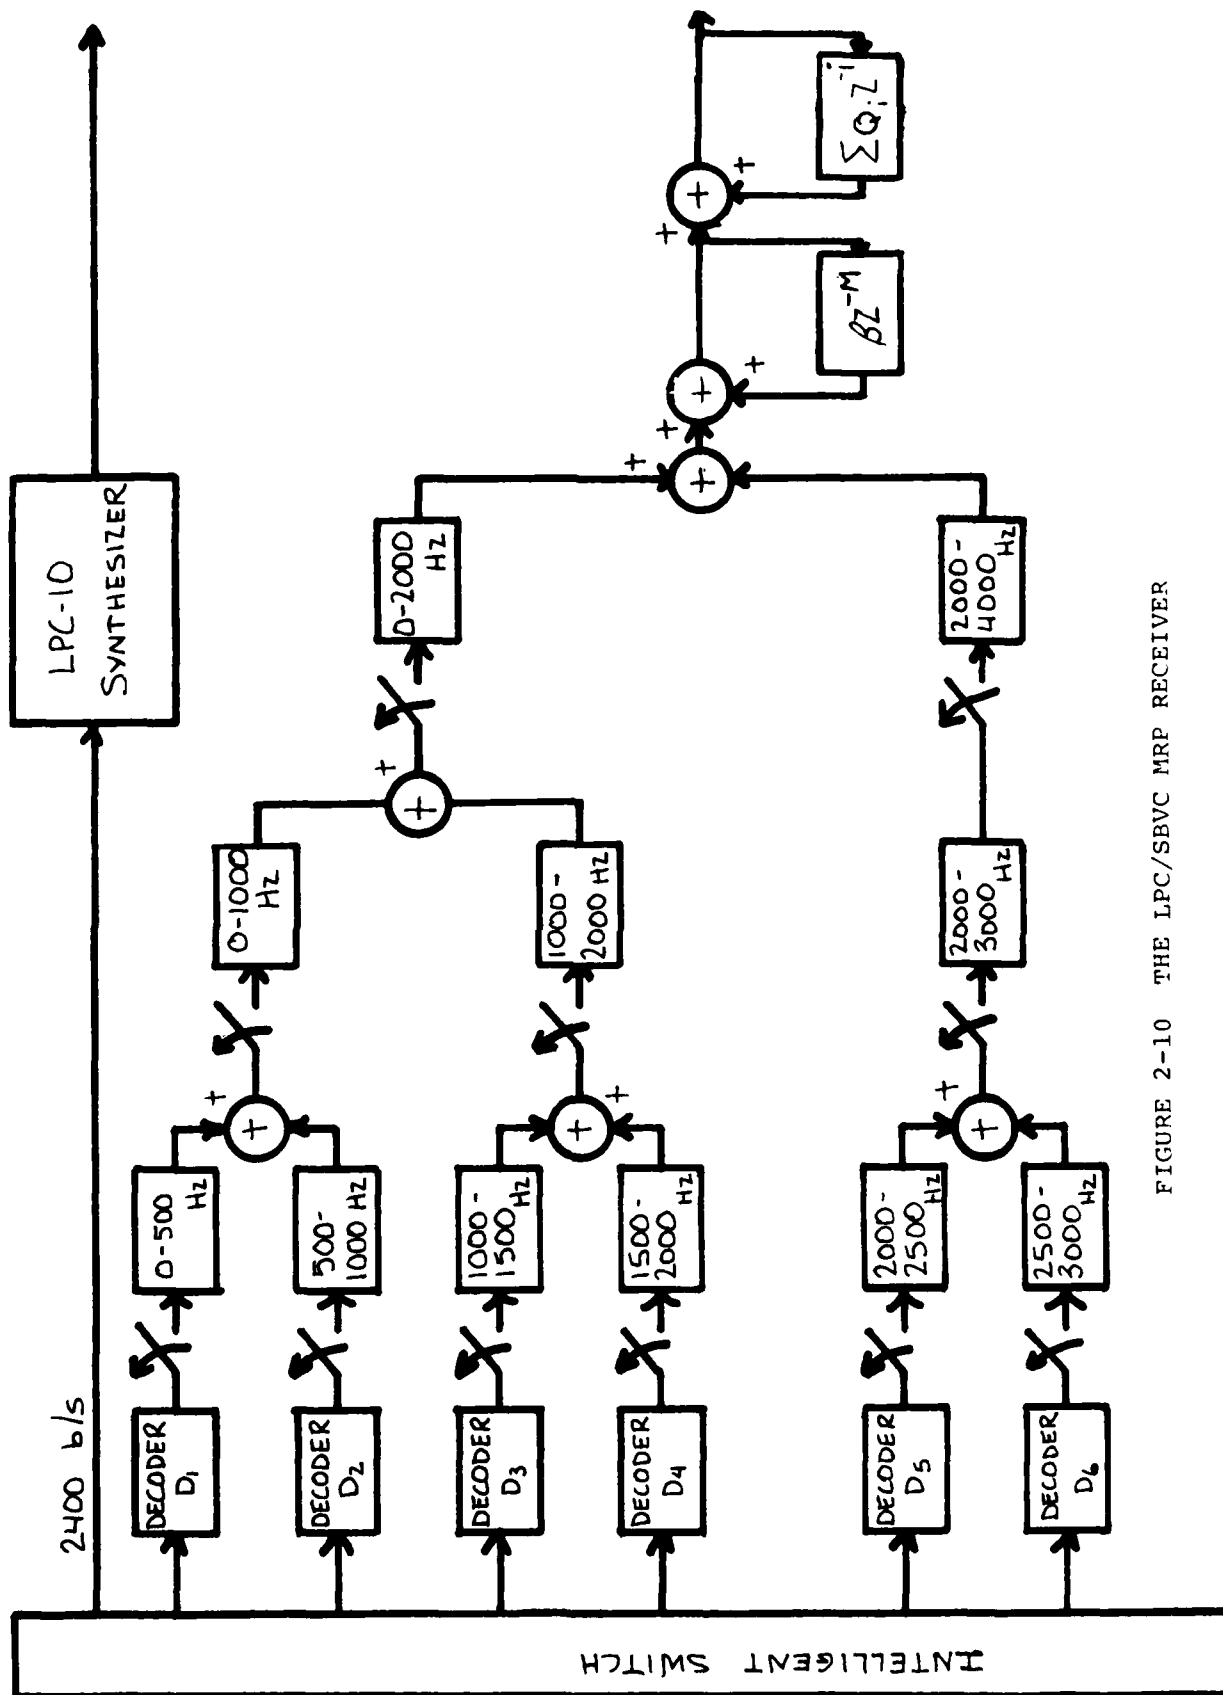 INTELLIGENT SWITCH
2400 b/s
LPC-10
SYNTHESIZER
DECODER
D1
0-500
Hz
+
+
0-1000
Hz
DECODER
D2
500-
1000 Hz
+
+
0-2000
Hz
DECODER
D3
1000-
1500
Hz
+
+
1000-
2000 Hz
DECODER
D4
1500-
2000
Hz
+
+
+
+
+
+
+
+
+
βZ^-M
ΣQiZ^-i
DECODER
D5
2000-
2500
Hz
+
+
2000-
3000
Hz
2000-
4000
Hz
DECODER
D6
2500-
3000
Hz
FIGURE 2-10 THE LPC/SBVC MRP RECEIVER